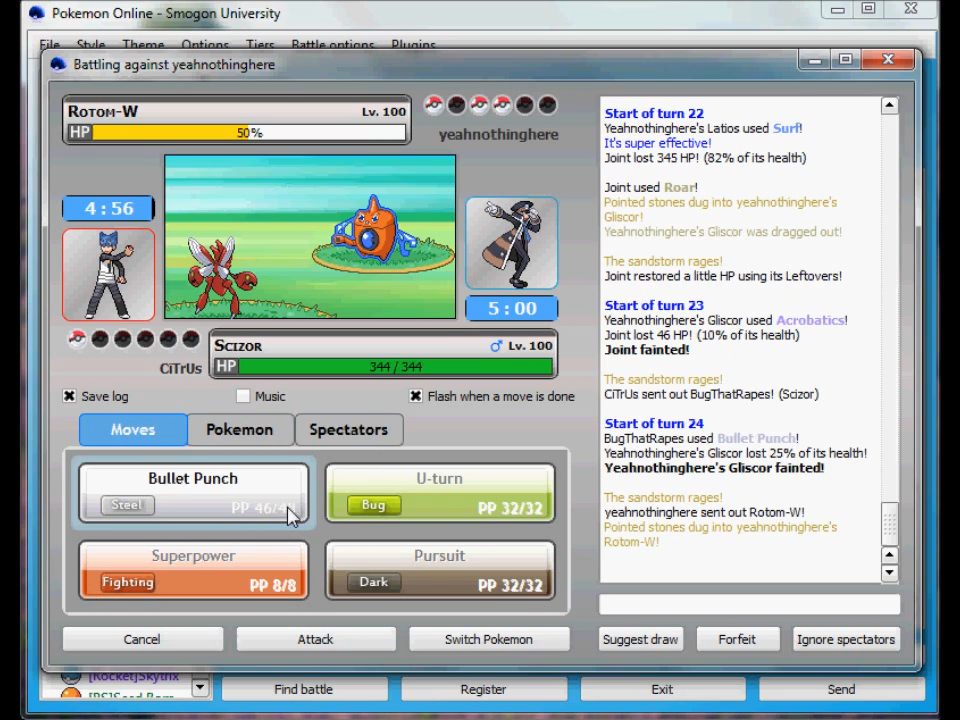 Pokemon Online - Smogon University
File Style Theme Options Tiers Battle options Plugins
Battling against yeahnothinghere
ROTOM-W Lv. 100
HP 50%
yeahnothinghere
4:56
5:00
SCIZOR ♂ Lv. 100
HP 344 / 344
CiTrUs
Save log Music Flash when a move is done
Moves Pokemon Spectators
Bullet Punch
Steel PP 46/
U-turn
Bug PP 32/32
Superpower
Fighting PP 8/8
Pursuit
Dark PP 32/32
Cancel Attack Switch Pokemon
Start of turn 22
Yeahnothinghere's Latios used Surf!
It's super effective!
Joint lost 345 HP! (82% of its health)
Joint used Roar!
Pointed stones dug into yeahnothinghere's
Gliscor!
Yeahnothinghere's Gliscor was dragged out!
The sandstorm rages!
Joint restored a little HP using its Leftovers!
Start of turn 23
Yeahnothinghere's Gliscor used Acrobatics!
Joint lost 46 HP! (10% of its health)
Joint fainted!
The sandstorm rages!
CiTrUs sent out BugThatRapes! (Scizor)
Start of turn 24
BugThatRapes used Bullet Punch!
Yeahnothinghere's Gliscor lost 25% of its health!
Yeahnothinghere's Gliscor fainted!
The sandstorm rages!
yeahnothinghere sent out Rotom-W!
Pointed stones dug into yeahnothinghere's
Rotom-W!
Suggest draw Forfeit Ignore spectators
[Rocket]Skytrix
Find battle Register Exit Send